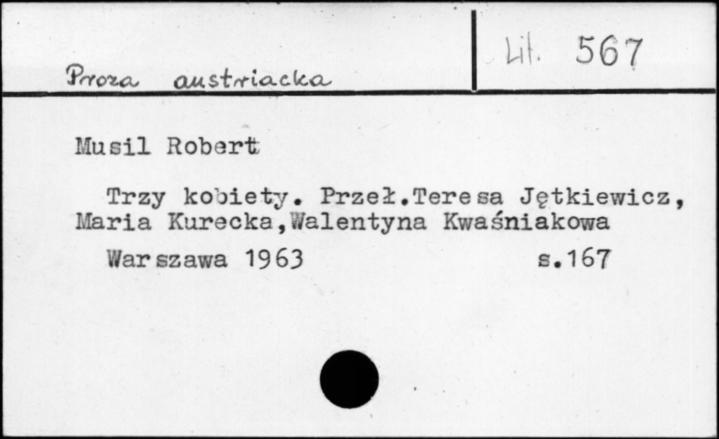 Lit. 567
Proza austriacka
Musil Robert
Trzy kobiety. Przeł.Teresa Jętkiewicz,
Maria Kurecka,Walentyna Kwaśniakowa
Warszawa 1963 s.167